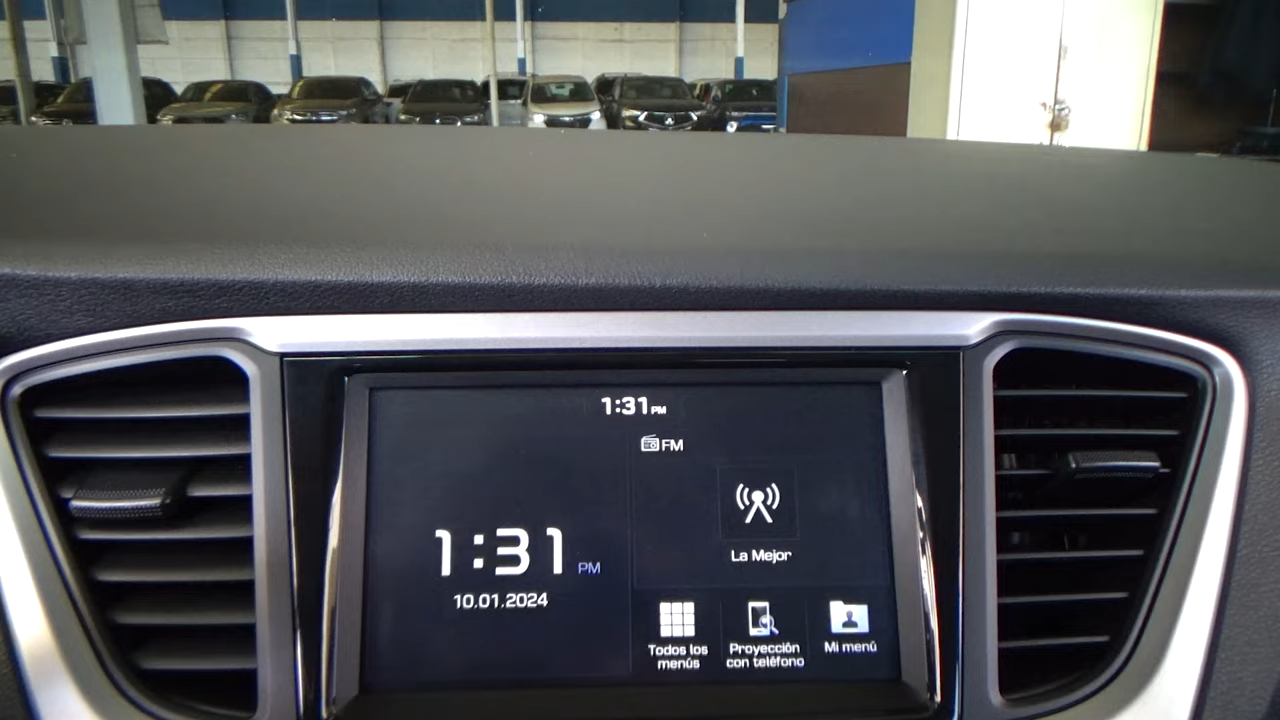 1:31 PM
FM
La Mejor
1:31 PM
10.01.2024
Todos los
menús
Proyección
con teléfono
Mi menú